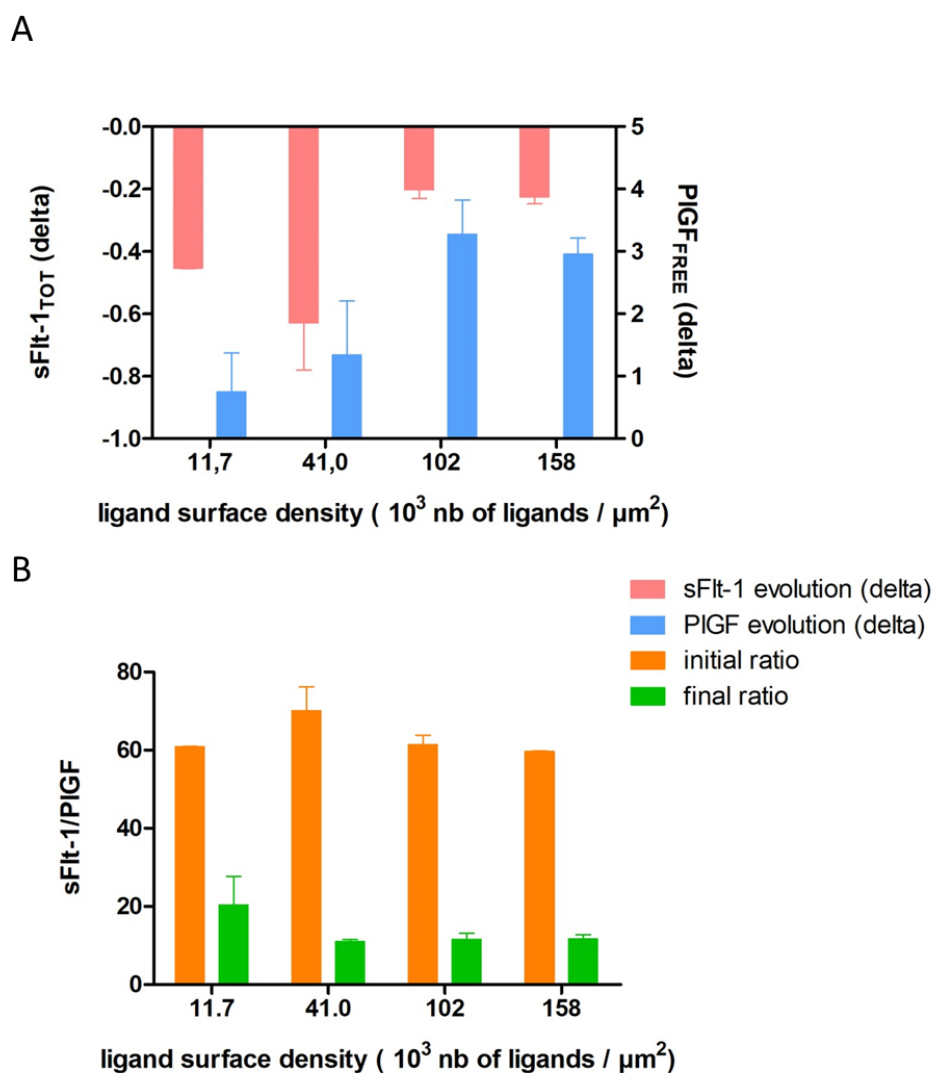 A
-0.0
-0.2
-0.4
-0.6
-0.8
-1.0
sFlt-1TOT (delta)
5
4
3
2
1
0
PlGFFREE (delta)
11,7 41,0 102 158
ligand surface density ( 10³ nb of ligands / µm²)
B
sFlt-1 evolution (delta)
PlGF evolution (delta)
initial ratio
final ratio
80
60
40
20
0
sFlt-1/PlGF
11.7 41.0 102 158
ligand surface density ( 10³ nb of ligands / µm²)